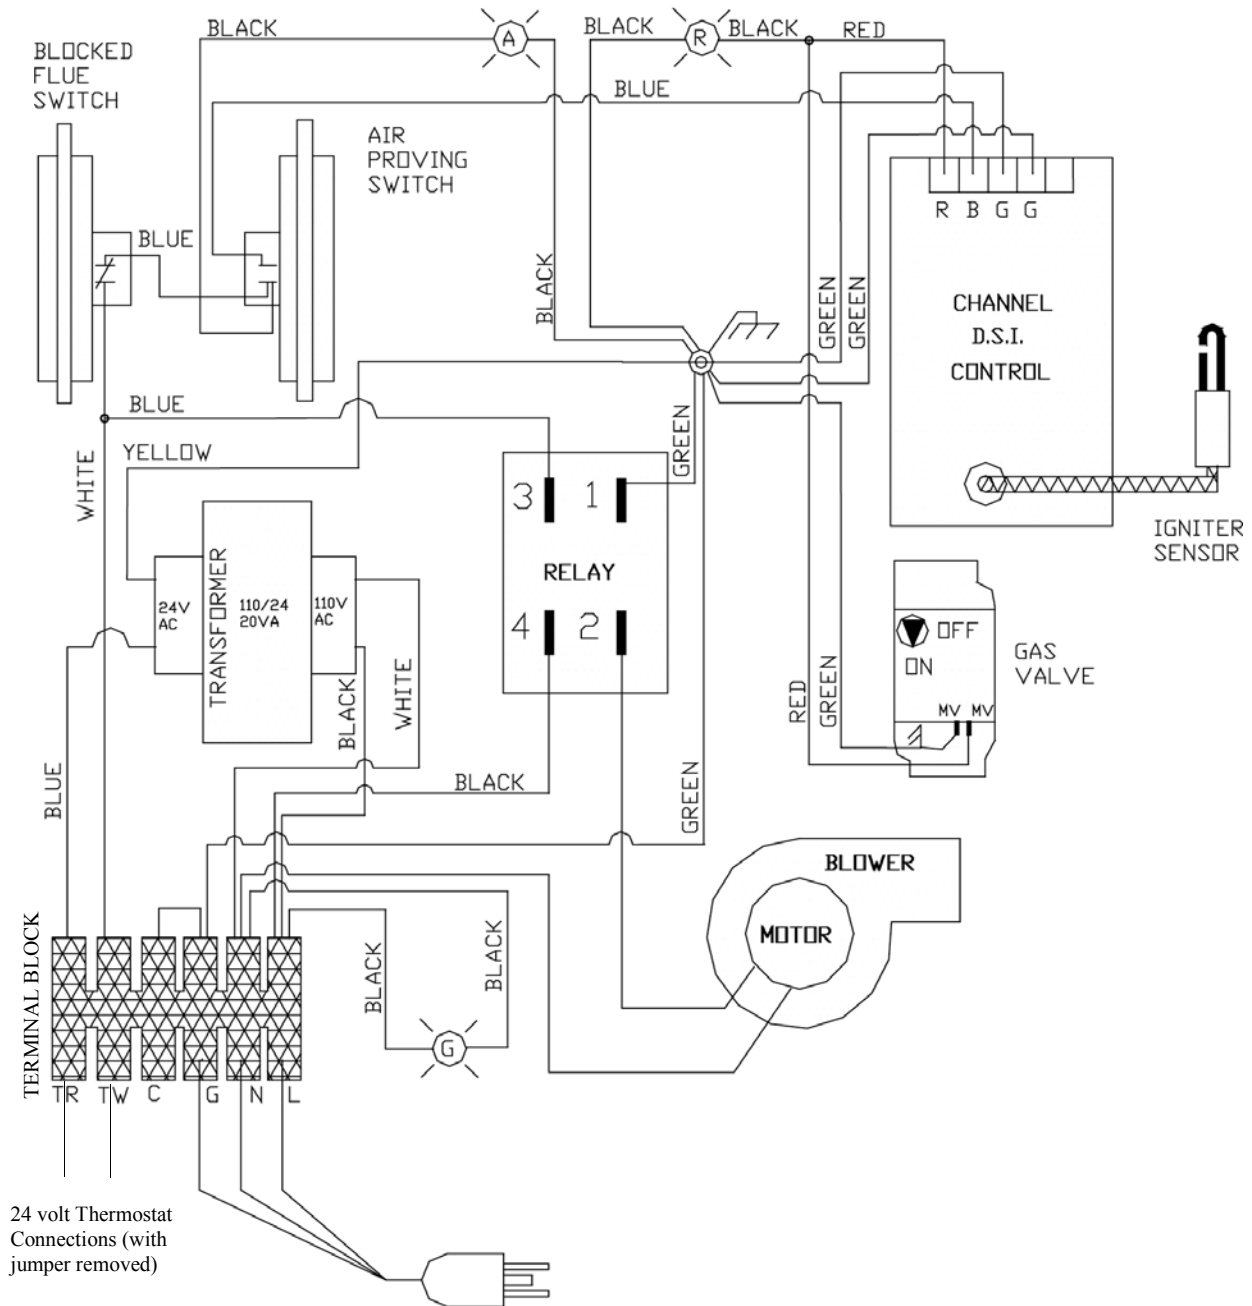 BLACK
A
BLACK
R
BLACK
RED
BLOCKED
FLUE
SWITCH
BLUE
AIR
PROVING
SWITCH
R B G G
BLUE
BLACK
GREEN
GREEN
CHANNEL
D.S.I.
CONTROL
BLUE
YELLOW
WHITE
GREEN
3 1
RELAY
4 2
IGNITER
SENSOR
TRANSFORMER
24V
AC
110/24
20VA
110V
AC
OFF
ON
GAS
VALVE
MV MV
BLACK
WHITE
RED
GREEN
BLUE
BLACK
GREEN
BLOWER
MOTOR
TERMINAL BLOCK
BLACK
BLACK
G
TR TW C G N L
24 volt Thermostat
Connections (with
jumper removed)